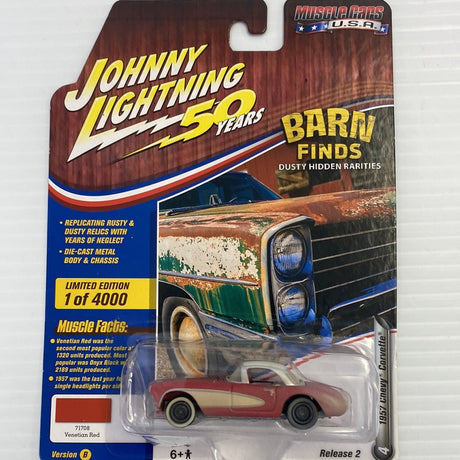 MUSCLE CARS
U.S.A.
JOHNNY
LIGHTNING
50
YEARS
BARN
FINDS
DUSTY HIDDEN RARITIES
• REPLICATING RUSTY &
DUSTY RELICS WITH
YEARS OF NEGLECT
• DIE-CAST METAL
BODY & CHASSIS
LIMITED EDITION
1 of 4000
Muscle Facts:
• Venetian Red was the
second most popular
1320 units produced. Most
popular was Onyx Black
2189 units produced.
• 1957 was the last year
single headlights per
71708
Venetian Red
Version B
6+
Release 2
4
1957 Chevy Corvette